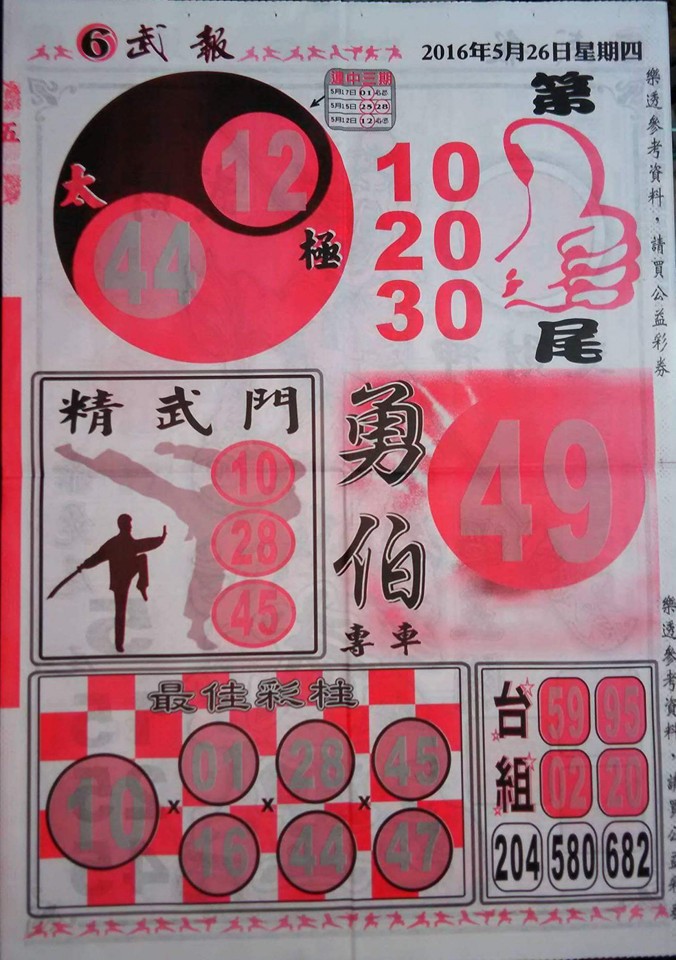 6 武報
2016年5月26日星期四
樂透參考資料，請買公益彩券
爆中三期
5月17日 01 心恐
5月15日 25 28
5月12日 12 心恐
太極
12
44
第尾
10
20
30
精武門
10
28
45
勇伯
專車
49
樂透參考資料，請買公益彩券
最佳彩柱
10 x 01 x 28 x 45
16 44 47
台組
59 95
02 20
204 580 682